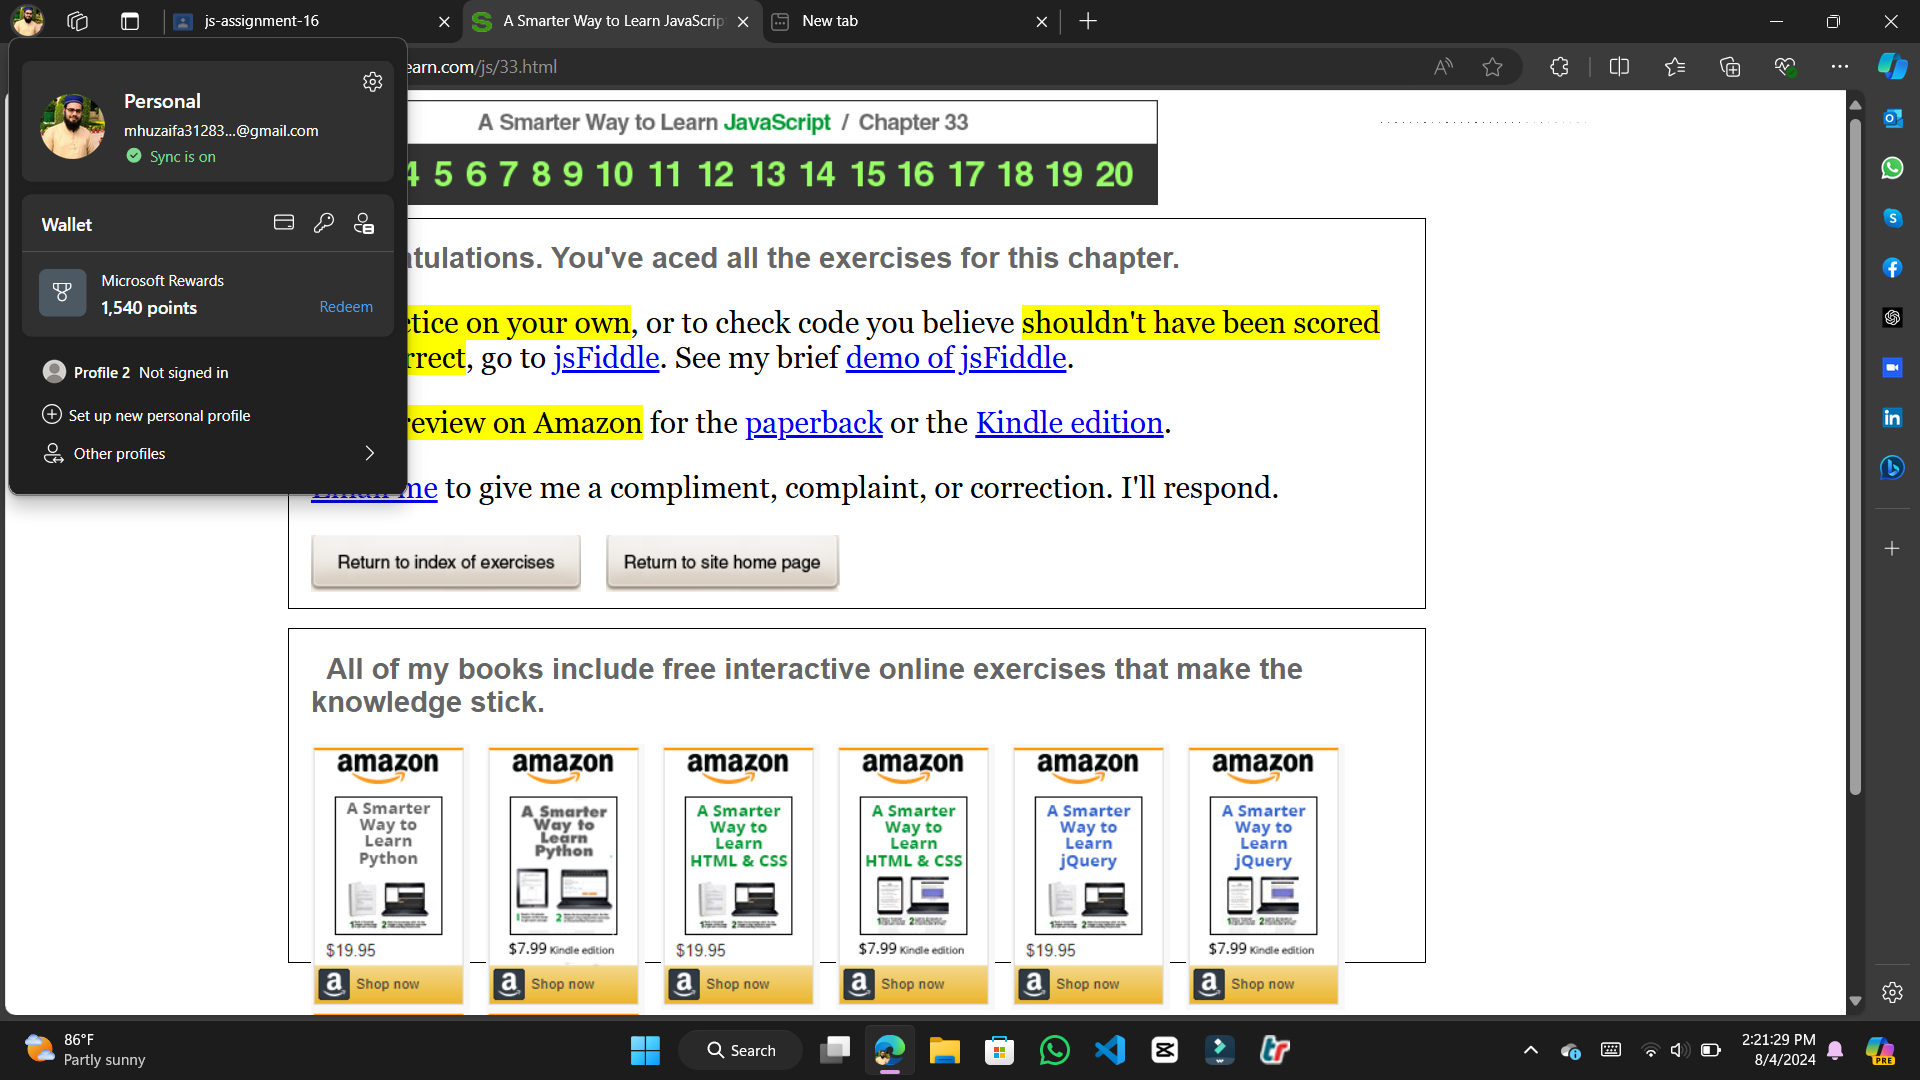 js-assignment-16
A Smarter Way to Learn JavaScrip
New tab
earn.com/js/33.html
Personal
mhuzaifa31283...@gmail.com
Sync is on
Wallet
Microsoft Rewards
1,540 points
Redeem
Profile 2 Not signed in
Set up new personal profile
Other profiles
A Smarter Way to Learn JavaScript / Chapter 33
4 5 6 7 8 9 10 11 12 13 14 15 16 17 18 19 20
atulations. You've aced all the exercises for this chapter.
ctice on your own, or to check code you believe shouldn't have been scored
rrect, go to jsFiddle. See my brief demo of jsFiddle.
review on Amazon for the paperback or the Kindle edition.
Email me to give me a compliment, complaint, or correction. I'll respond.
Return to index of exercises
Return to site home page
All of my books include free interactive online exercises that make the
knowledge stick.
amazon amazon amazon amazon amazon amazon
A Smarter
Way to
Learn
Python
A Smarter
Way to
Learn
Python
A Smarter
Way to
Learn
HTML & CSS
A Smarter
Way to
Learn
HTML & CSS
A Smarter
Way to
Learn
jQuery
A Smarter
Way to
Learn
jQuery
$19.95 $7.99 Kindle edition $19.95 $7.99 Kindle edition $19.95 $7.99 Kindle edition
Shop now Shop now Shop now Shop now Shop now Shop now
86°F
Partly sunny
Search
2:21:29 PM
8/4/2024
PRE